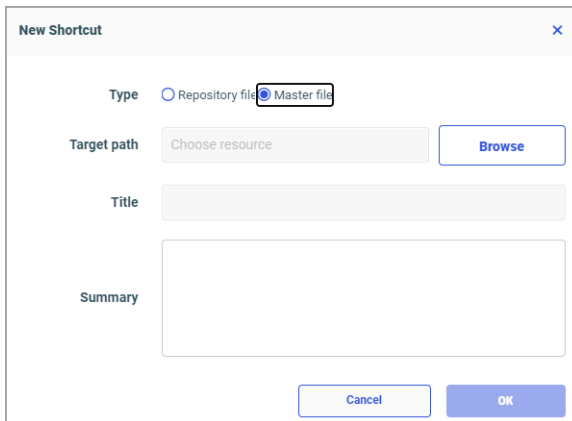 New Shortcut
Type Repository file Master file
Target path Choose resource Browse
Title
Summary
Cancel OK